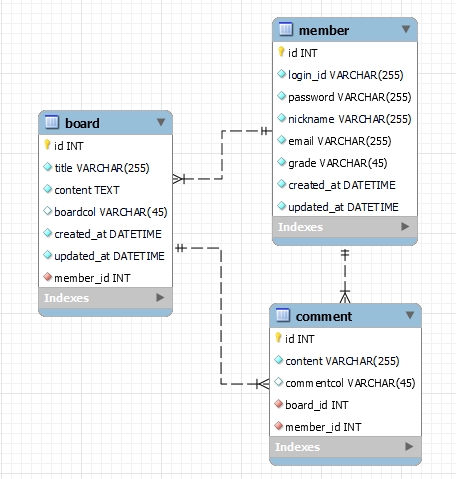 member
id INT
login_id VARCHAR(255)
password VARCHAR(255)
nickname VARCHAR(255)
email VARCHAR(255)
grade VARCHAR(45)
created_at DATETIME
updated_at DATETIME
Indexes
board
id INT
title VARCHAR(255)
content TEXT
boardcol VARCHAR(45)
created_at DATETIME
updated_at DATETIME
member_id INT
Indexes
comment
id INT
content VARCHAR(255)
commentcol VARCHAR(45)
board_id INT
member_id INT
Indexes